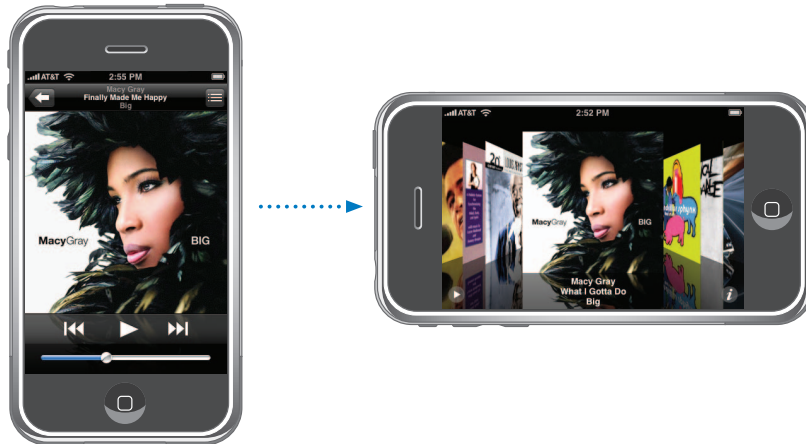 AT&T 2:55 PM
Macy Gray
Finally Made Me Happy
Big
MacyGray BIG
AT&T 2:52 PM
MacyGray BIG
Macy Gray
What I Gotta Do
Big